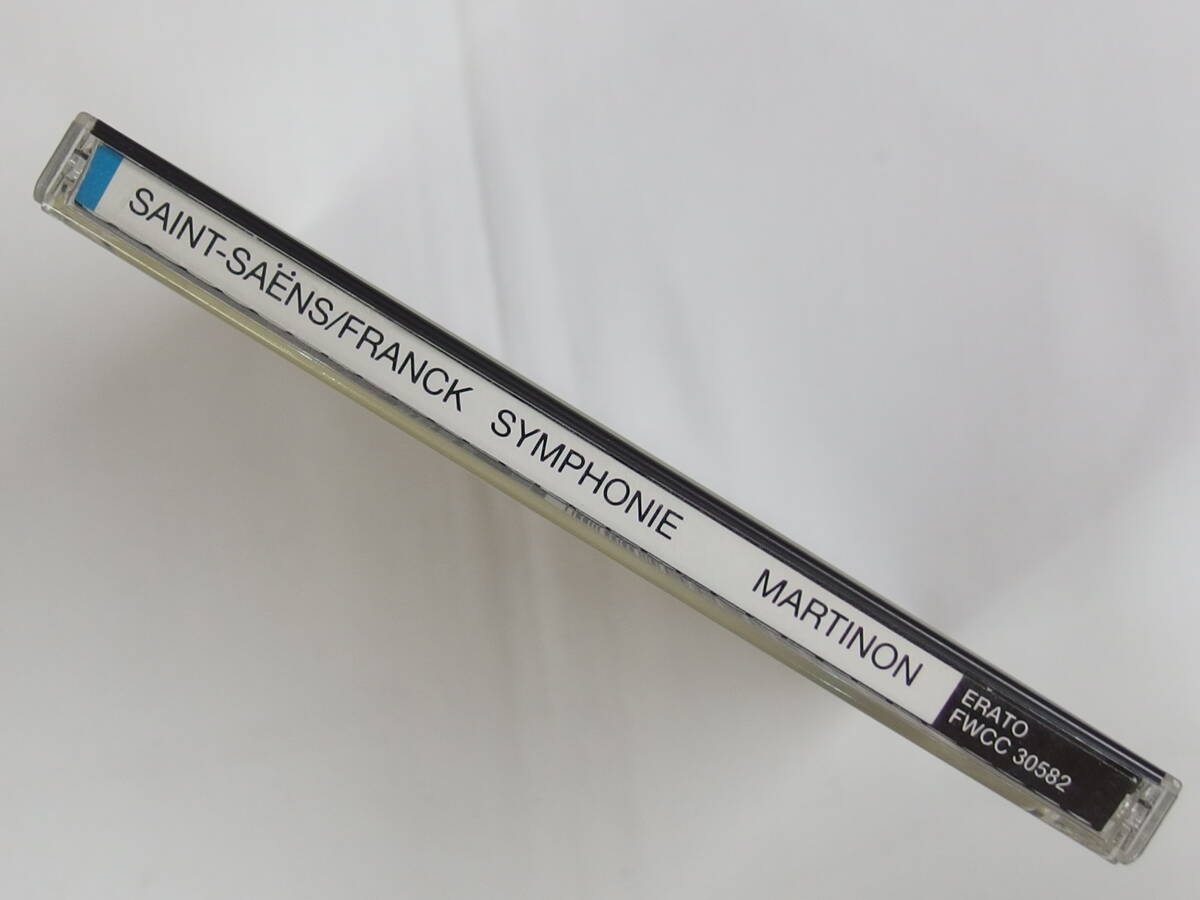 SAINT-SAËNS/FRANCK SYMPHONIE MARTINON
ERATO
FWCC 30582